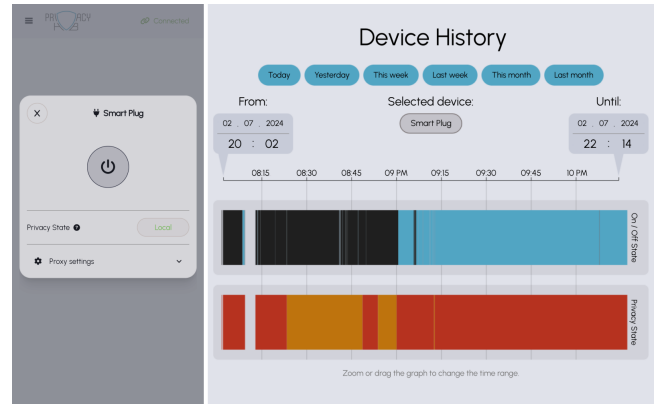 PRIVACY
Connected
Smart Plug
Privacy State
Local
Proxy settings
Device History
Today Yesterday This week Last week This month Last month
From: Selected device: Until:
02 . 07 . 2024 Smart Plug 02 . 07 . 2024
20 : 02 22 : 14
08:15 08:30 08:45 09 PM 09:15 09:30 09:45 10 PM
On / Off State
Privacy State
Zoom or drag the graph to change the time range.